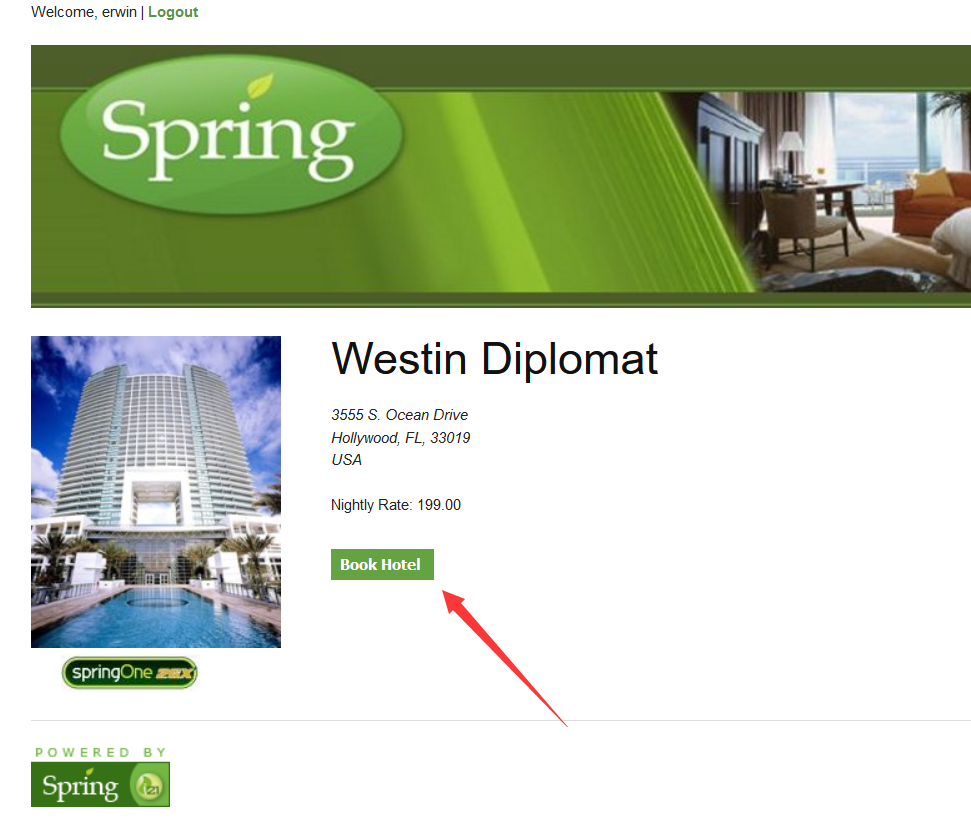 Welcome, erwin | Logout
Spring
Westin Diplomat
3555 S. Ocean Drive
Hollywood, FL, 33019
USA
Nightly Rate: 199.00
Book Hotel
springOne 2GX
POWERED BY
Spring